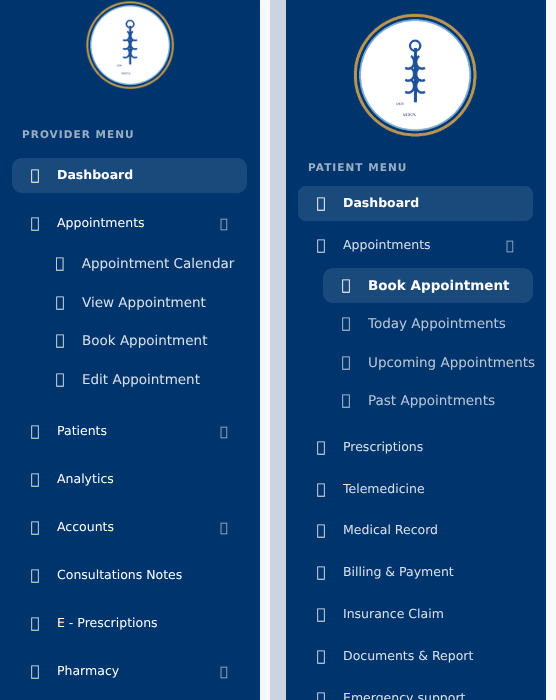 PROVIDER MENU
Dashboard
Appointments
Appointment Calendar
View Appointment
Book Appointment
Edit Appointment
Patients
Analytics
Accounts
Consultations Notes
E - Prescriptions
Pharmacy
PATIENT MENU
Dashboard
Appointments
Book Appointment
Today Appointments
Upcoming Appointments
Past Appointments
Prescriptions
Telemedicine
Medical Record
Billing & Payment
Insurance Claim
Documents & Report
Emergency support